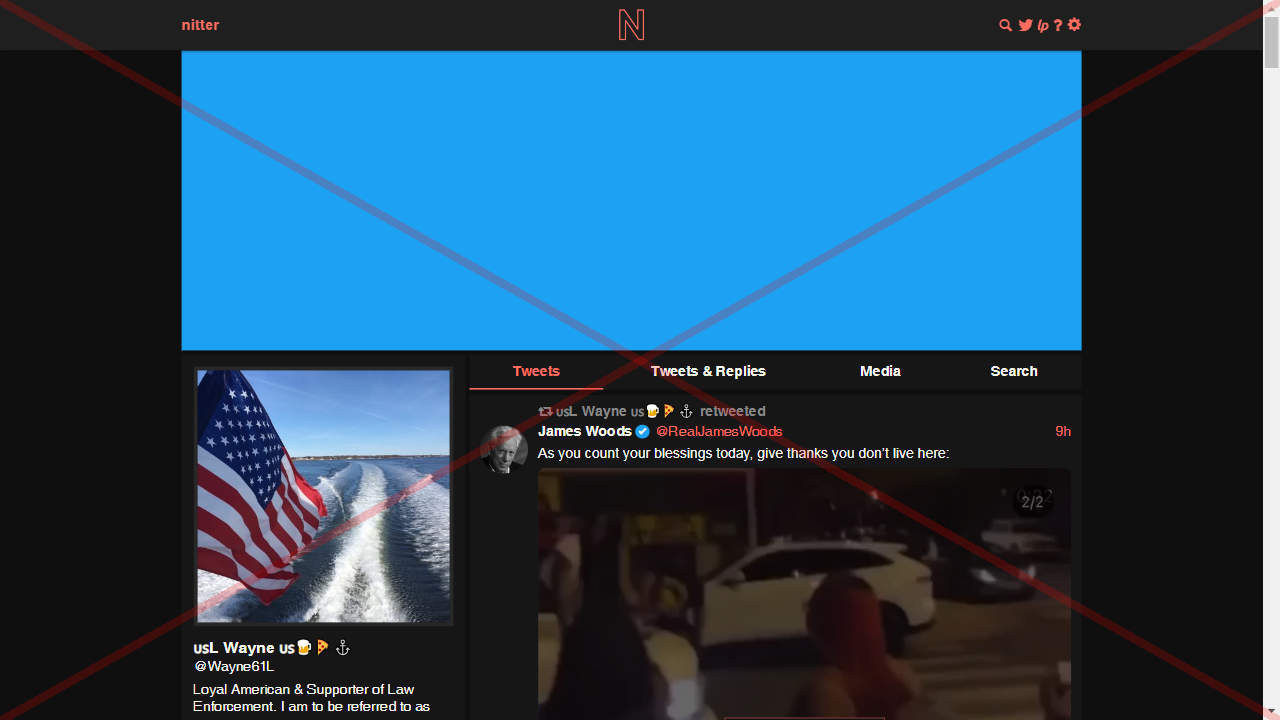 nitter
N
lp ?
Tweets
Tweets & Replies
Media
Search
usL Wayne us🍺🍕⚓ retweeted
James Woods @RealJamesWoods
9h
As you count your blessings today, give thanks you don't live here:
2/2
usL Wayne us🍺🍕⚓
@Wayne61L
Loyal American & Supporter of Law
Enforcement. I am to be referred to as